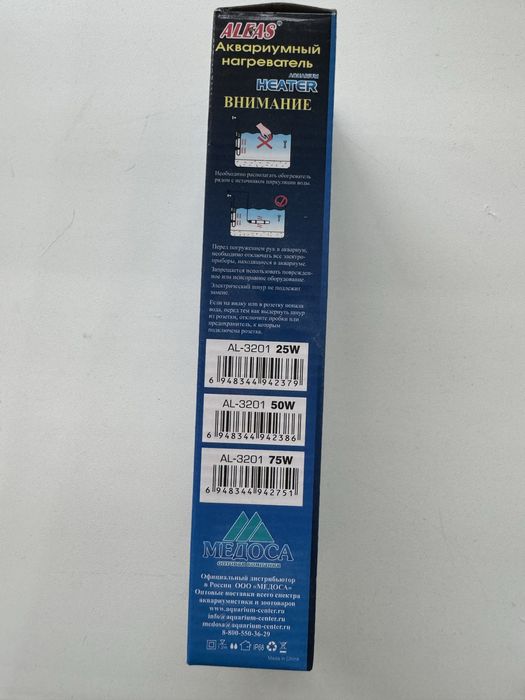 ALEAS®
Аквариумный
нагреватель
AQUARIUM
HEATER
ВНИМАНИЕ
Необходимо располагать обогреватель
рядом с источником циркуляции воды.
Перед погружением рук в аквариум,
необходимо отключать все электро-
приборы, находящиеся в аквариуме.
Запрещается использовать поврежден-
ное или неисправное оборудование.
Электрический шнур не подлежит
замене.
Если на вилку или в розетку попала
вода, перед тем как выдернуть шнур
из розетки, отключите пробки или
предохранитель, к которым
подключена розетка.
AL-3201 25W
6 948344 942379
AL-3201 50W
6 948344 942386
AL-3201 75W
6 948344 942751
МЕДОСА
ОПТОВАЯ КОМПАНИЯ
Официальный дистрибьютор
в России ООО «МЕДОСА»
Оптовые поставки всего спектра
аквариумистики и зоотоваров
www.aquarium-center.ru
info@aquarium-center.ru
medosa@aquarium-center.ru
8-800-550-36-29
IP68
Made in China